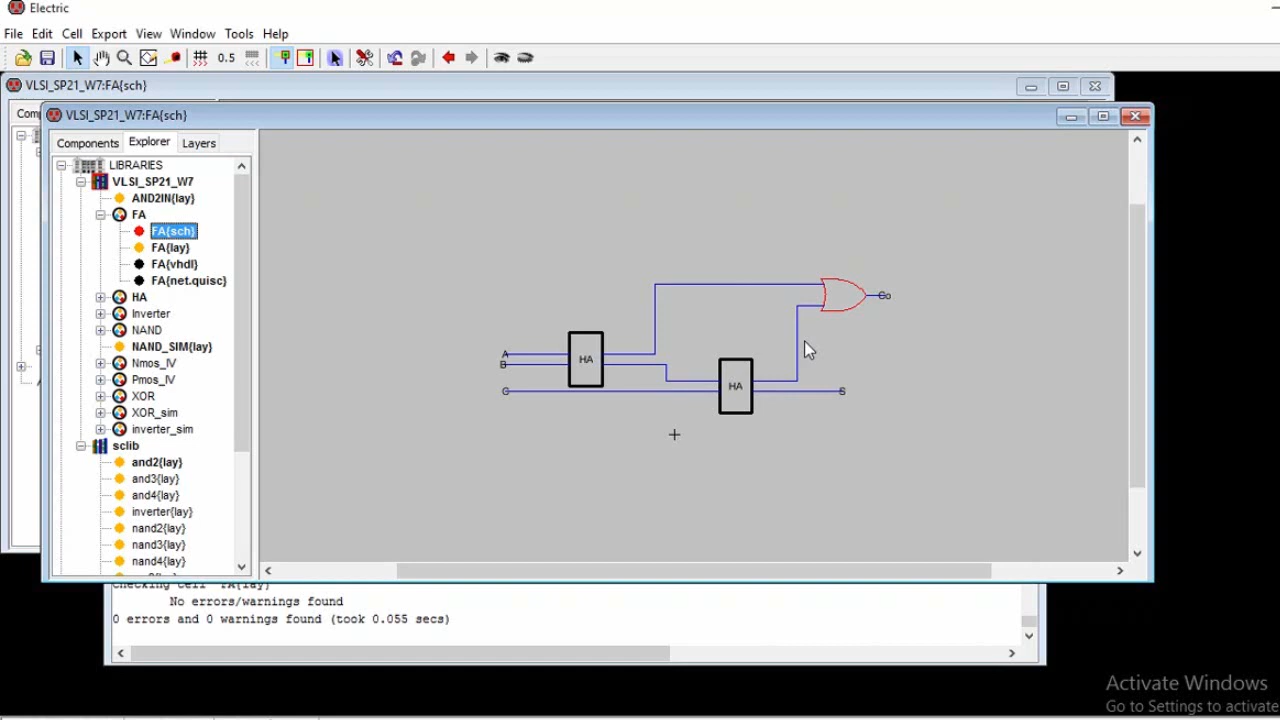 Electric
File Edit Cell Export View Window Tools Help
0.5
VLSI_SP21_W7:FA{sch}
VLSI_SP21_W7:FA{sch}
Components Explorer Layers
LIBRARIES
VLSI_SP21_W7
AND2IN{lay}
FA
FA{sch}
FA{lay}
FA{vhdl}
FA{net.quisc}
HA
Inverter
NAND
NAND_SIM{lay}
Nmos_IV
Pmos_IV
XOR
XOR_sim
inverter_sim
sclib
and2{lay}
and3{lay}
and4{lay}
inverter{lay}
nand2{lay}
nand3{lay}
nand4{lay}
Co
A
B
HA
HA
C
S
Checking cell 'FA{lay}'
No errors/warnings found
0 errors and 0 warnings found (took 0.055 secs)
Activate Windows
Go to Settings to activate